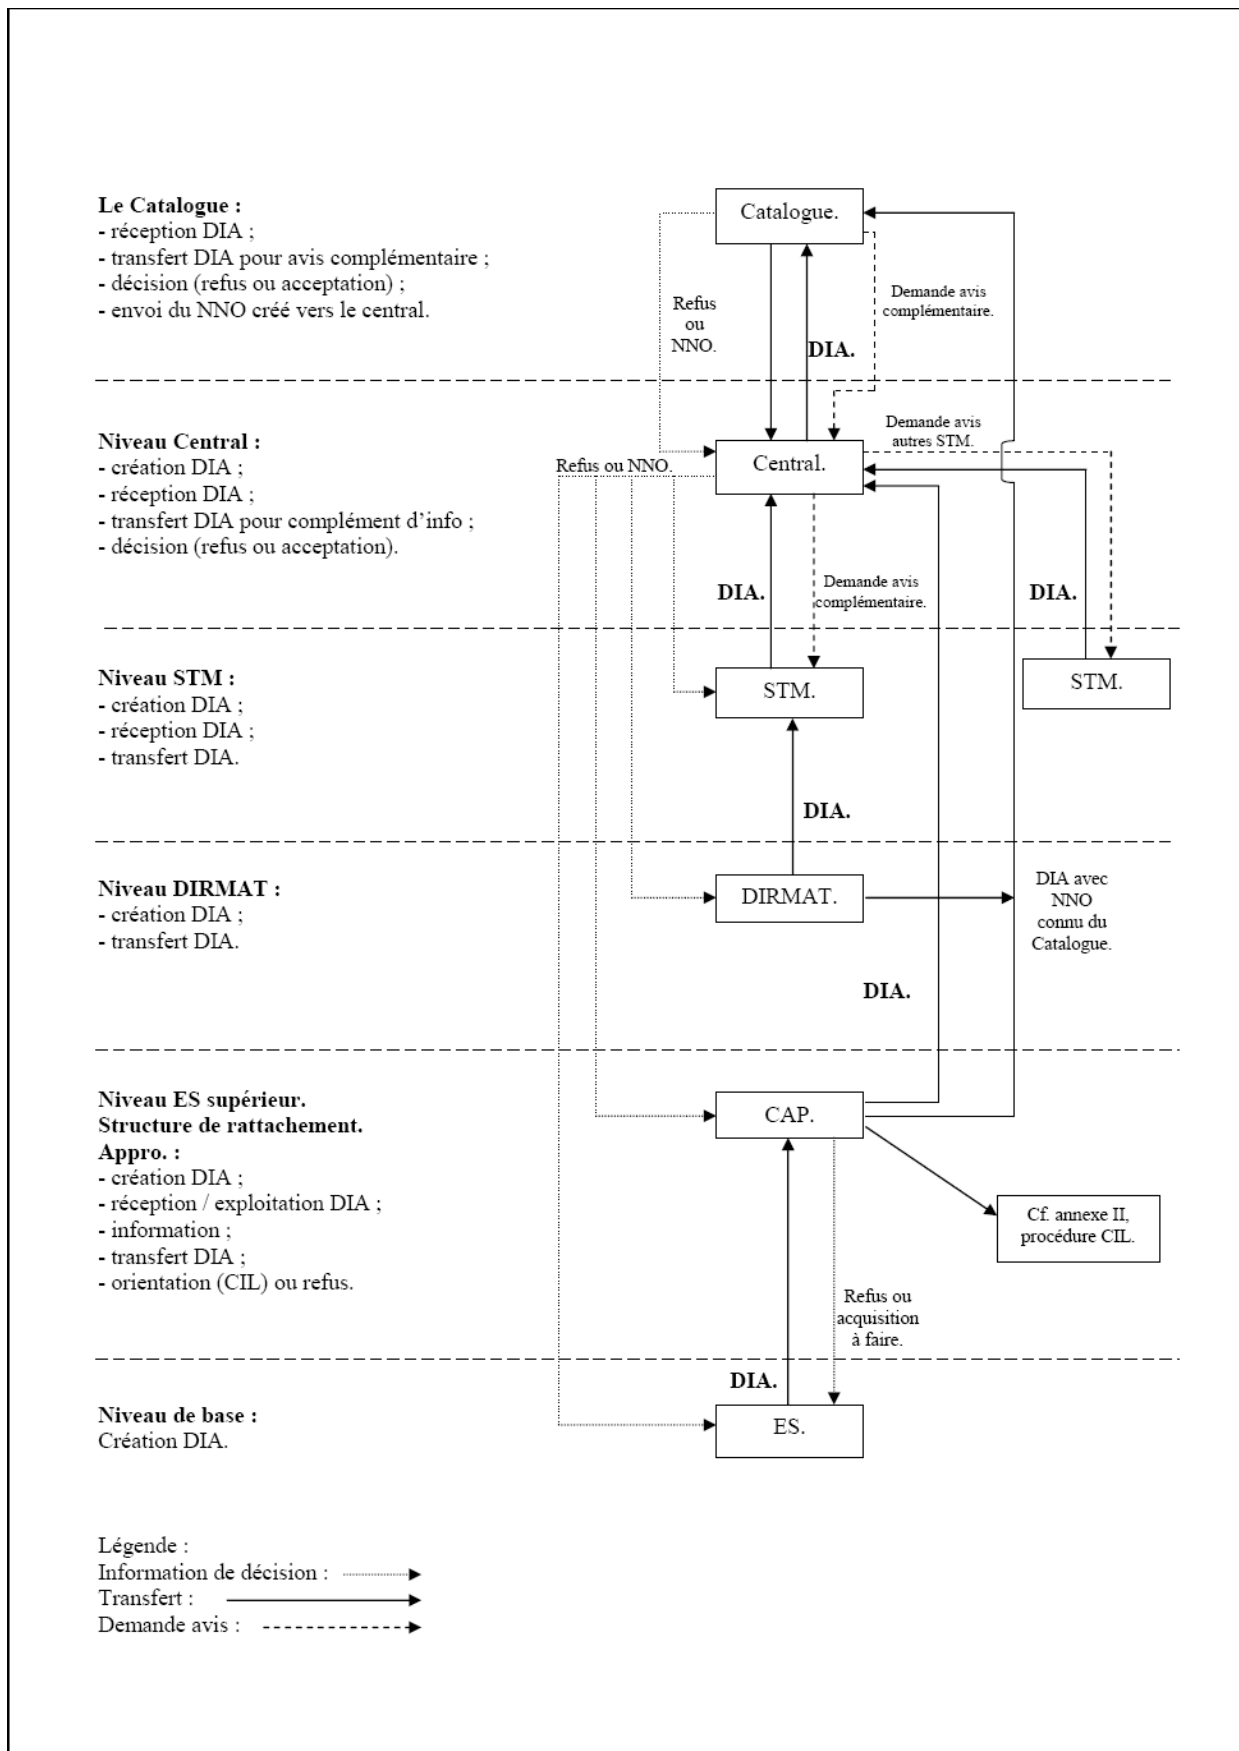 Le Catalogue :
- réception DIA ;
- transfert DIA pour avis complémentaire ;
- décision (refus ou acceptation) ;
- envoi du NNO créé vers le central.
Catalogue.
Refus
ou
NNO.
DIA.
Demande avis
complémentaire.
Niveau Central :
- création DIA ;
- réception DIA ;
- transfert DIA pour complément d'info ;
- décision (refus ou acceptation).
Refus ou NNO.
Central.
Demande avis
autres STM.
DIA.
Demande avis
complémentaire.
DIA.
Niveau STM :
- création DIA ;
- réception DIA ;
- transfert DIA.
STM.
STM.
DIA.
Niveau DIRMAT :
- création DIA ;
- transfert DIA.
DIRMAT.
DIA avec
NNO
connu du
Catalogue.
DIA.
Niveau ES supérieur.
Structure de rattachement.
Appro. :
- création DIA ;
- réception / exploitation DIA ;
- information ;
- transfert DIA ;
- orientation (CIL) ou refus.
CAP.
Cf. annexe II,
procédure CIL.
Refus ou
acquisition
à faire.
DIA.
Niveau de base :
Création DIA.
ES.
Légende :
Information de décision :
Transfert :
Demande avis :